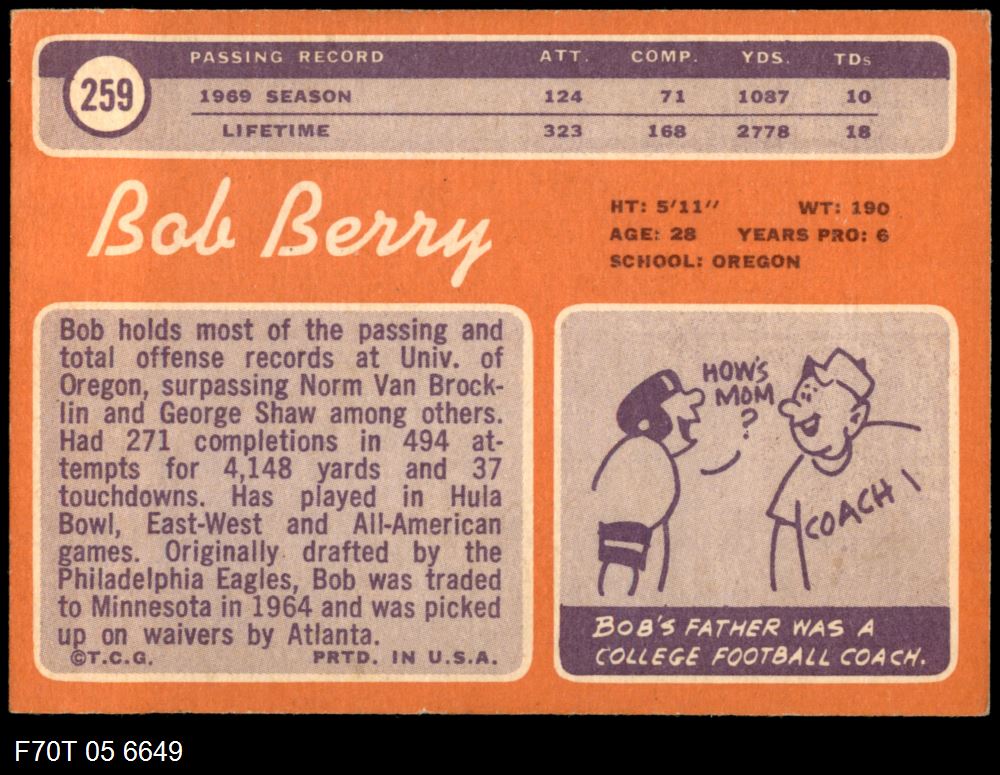 259
PASSING RECORD ATT. COMP. YDS. TDs
1969 SEASON 124 71 1087 10
LIFETIME 323 168 2778 18
Bob Berry
HT: 5'11" WT: 190
AGE: 28 YEARS PRO: 6
SCHOOL: OREGON
Bob holds most of the passing and
total offense records at Univ. of
Oregon, surpassing Norm Van Brock-
lin and George Shaw among others.
Had 271 completions in 494 at-
tempts for 4,148 yards and 37
touchdowns. Has played in Hula
Bowl, East-West and All-American
games. Originally drafted by the
Philadelphia Eagles, Bob was traded
to Minnesota in 1964 and was picked
up on waivers by Atlanta.
©T.C.G. PRTD. IN U.S.A.
HOW'S
MOM
?
COACH
BOB'S FATHER WAS A
COLLEGE FOOTBALL COACH.
F70T 05 6649